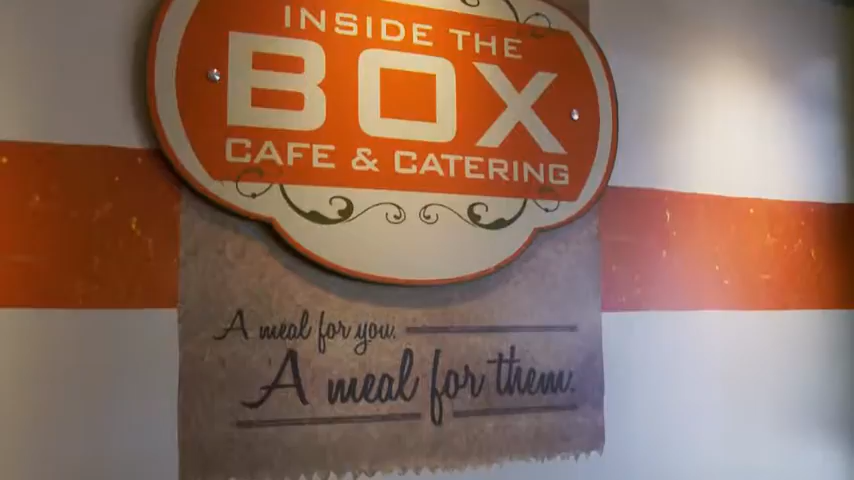 INSIDE THE
BOX
CAFE & CATERING
A meal for you.
A meal for them.